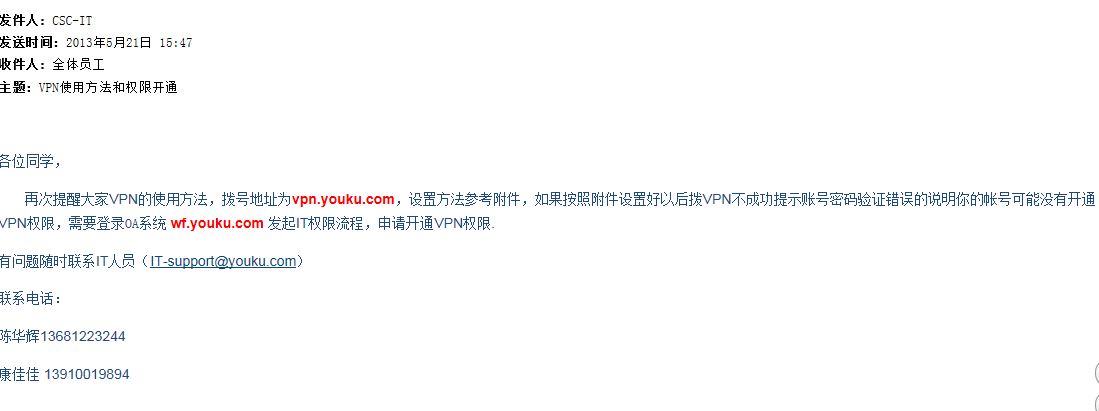 发件人：CSC-IT
发送时间：2013年5月21日 15:47
收件人：全体员工
主题：VPN使用方法和权限开通
各位同学，
再次提醒大家VPN的使用方法，拨号地址为vpn.youku.com，设置方法参考附件，如果按照附件设置好以后拨VPN不成功提示账号密码验证错误的说明你的帐号可能没有开通
VPN权限，需要登录OA系统 wf.youku.com 发起IT权限流程，申请开通VPN权限.
有问题随时联系IT人员（IT-support@youku.com）
联系电话：
陈华辉13681223244
康佳佳 13910019894